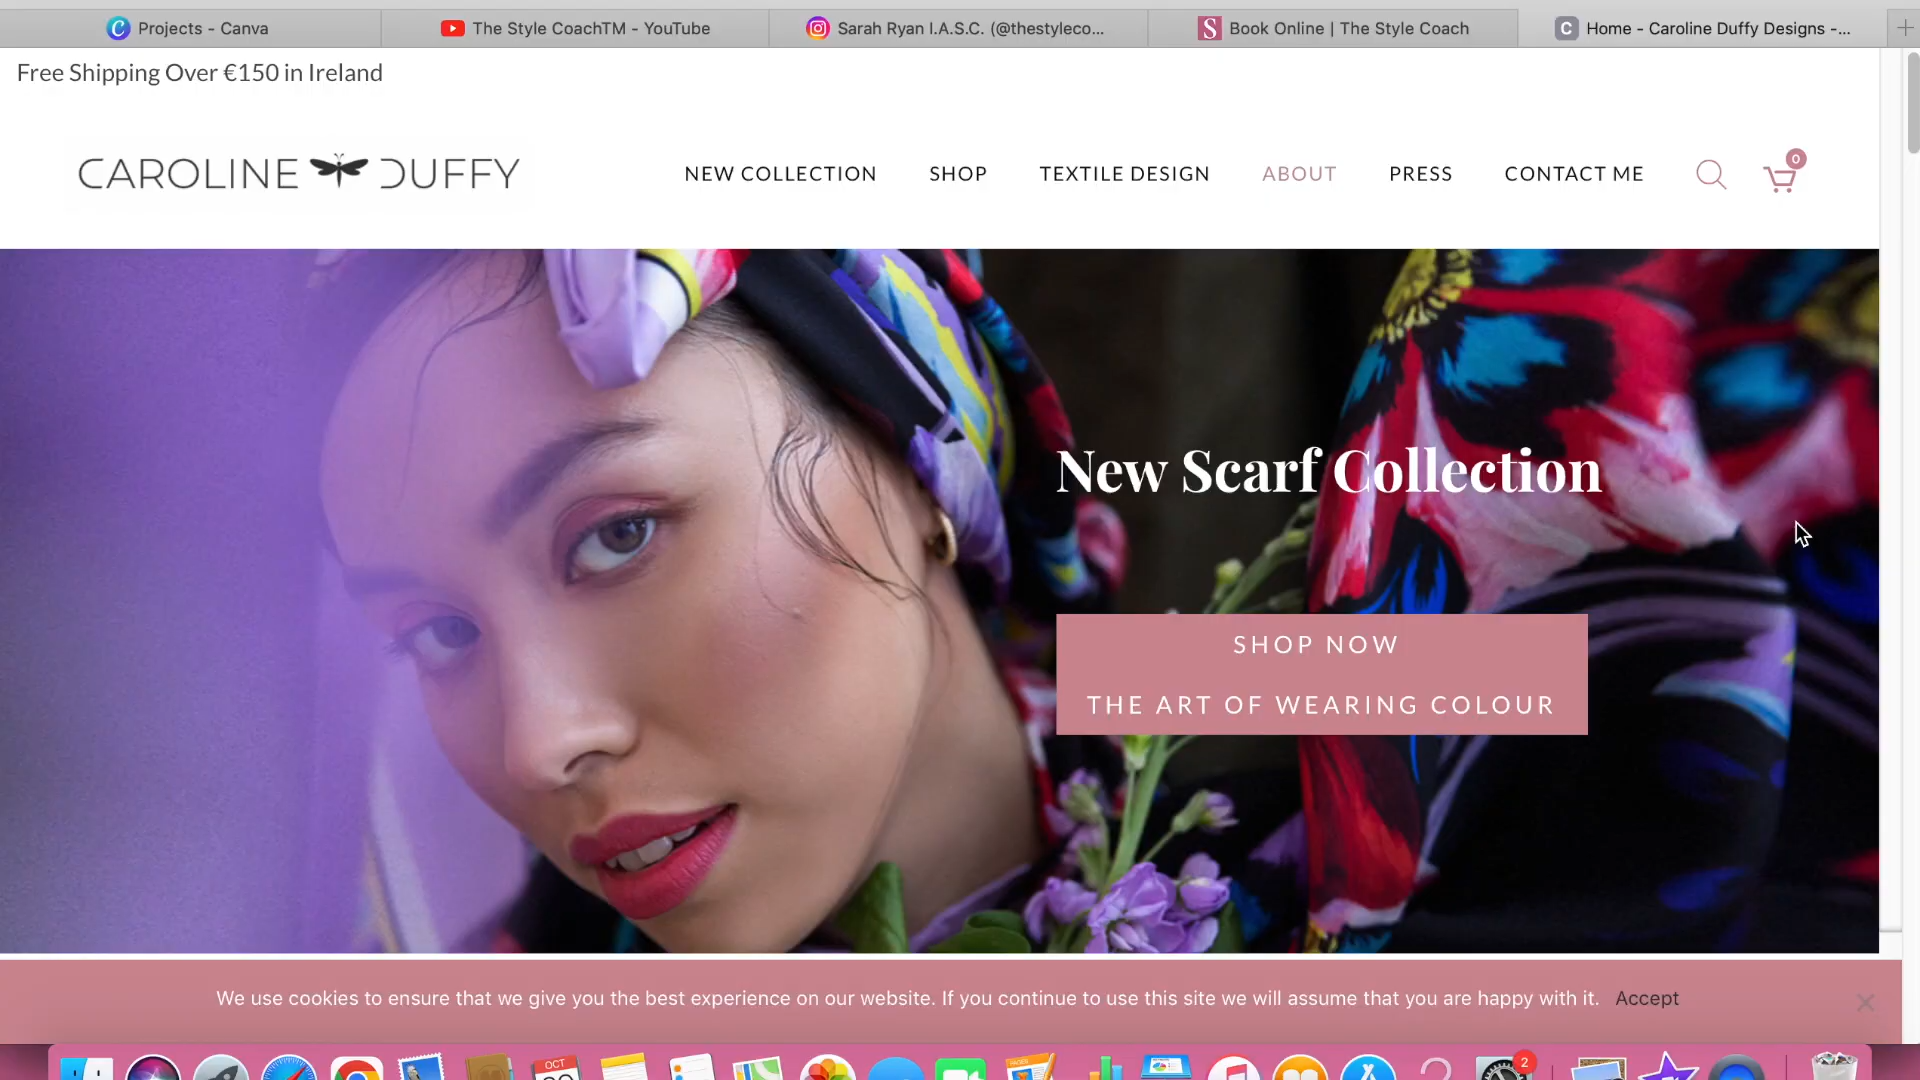 Projects - Canva
The Style CoachTM - YouTube
Sarah Ryan I.A.S.C. (@thestyleco...
Book Online | The Style Coach
Home - Caroline Duffy Designs -...
Free Shipping Over €150 in Ireland
CAROLINE DUFFY
NEW COLLECTION
SHOP
TEXTILE DESIGN
ABOUT
PRESS
CONTACT ME
0
New Scarf Collection
SHOP NOW
THE ART OF WEARING COLOUR
We use cookies to ensure that we give you the best experience on our website. If you continue to use this site we will assume that you are happy with it. Accept
OCT
PAGES
2